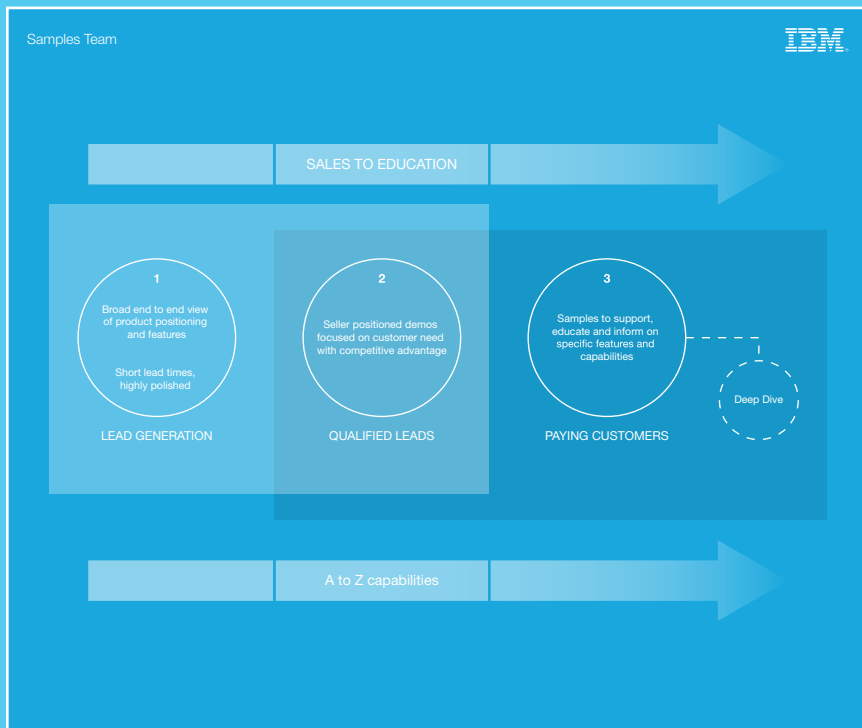 Samples Team
IBM
SALES TO EDUCATION
1
Broad end to end view
of product positioning
and features
Short lead times,
highly polished
LEAD GENERATION
2
Seller positioned demos
focused on customer need
with competitive advantage
QUALIFIED LEADS
3
Samples to support,
educate and inform on
specific features and
capabilities
PAYING CUSTOMERS
Deep Dive
A to Z capabilities